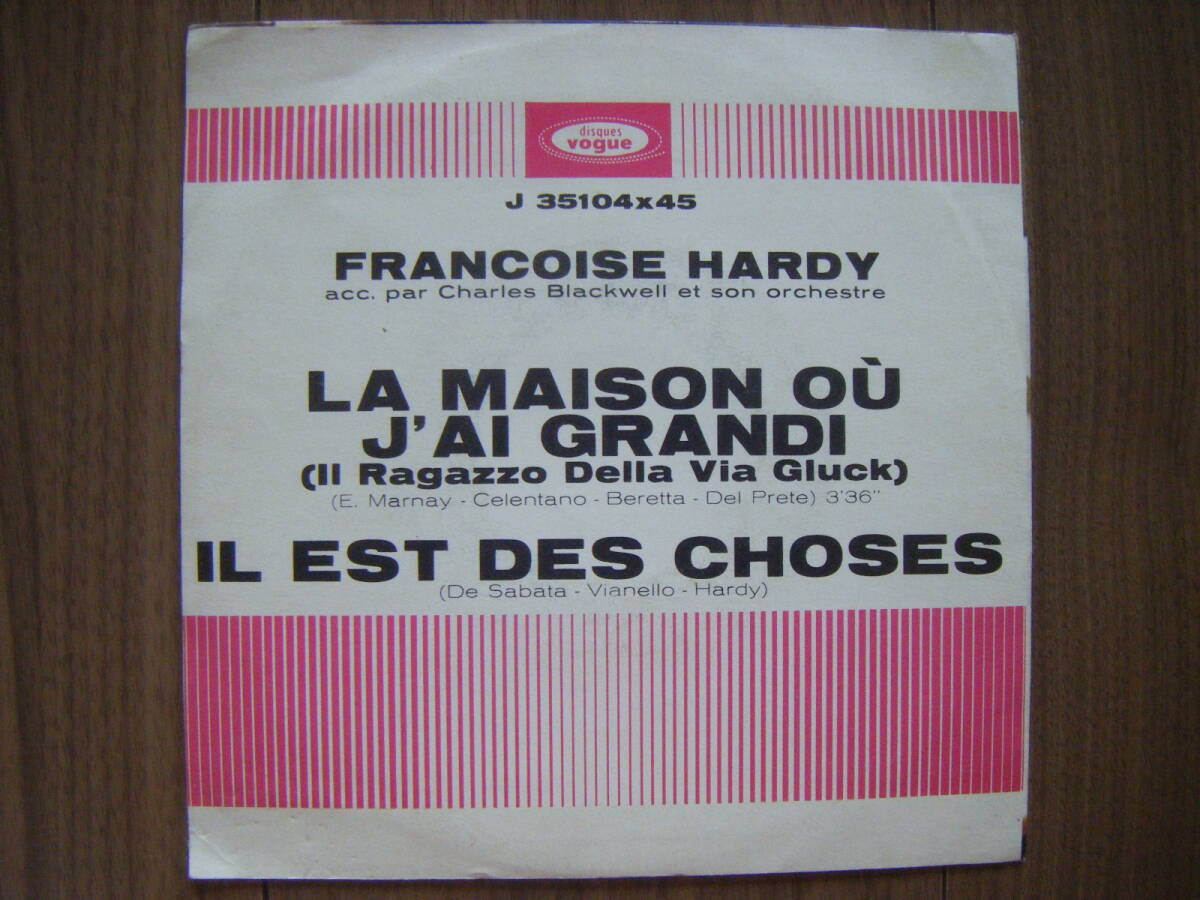 disques
vogue
J 35104x45
FRANCOISE HARDY
acc. par Charles Blackwell et son orchestre
LA MAISON OÙ
J'AI GRANDI
(Il Ragazzo Della Via Gluck)
(E. Marnay - Celentano - Beretta - Del Prete) 3'36"
IL EST DES CHOSES
(De Sabata - Vianello - Hardy)